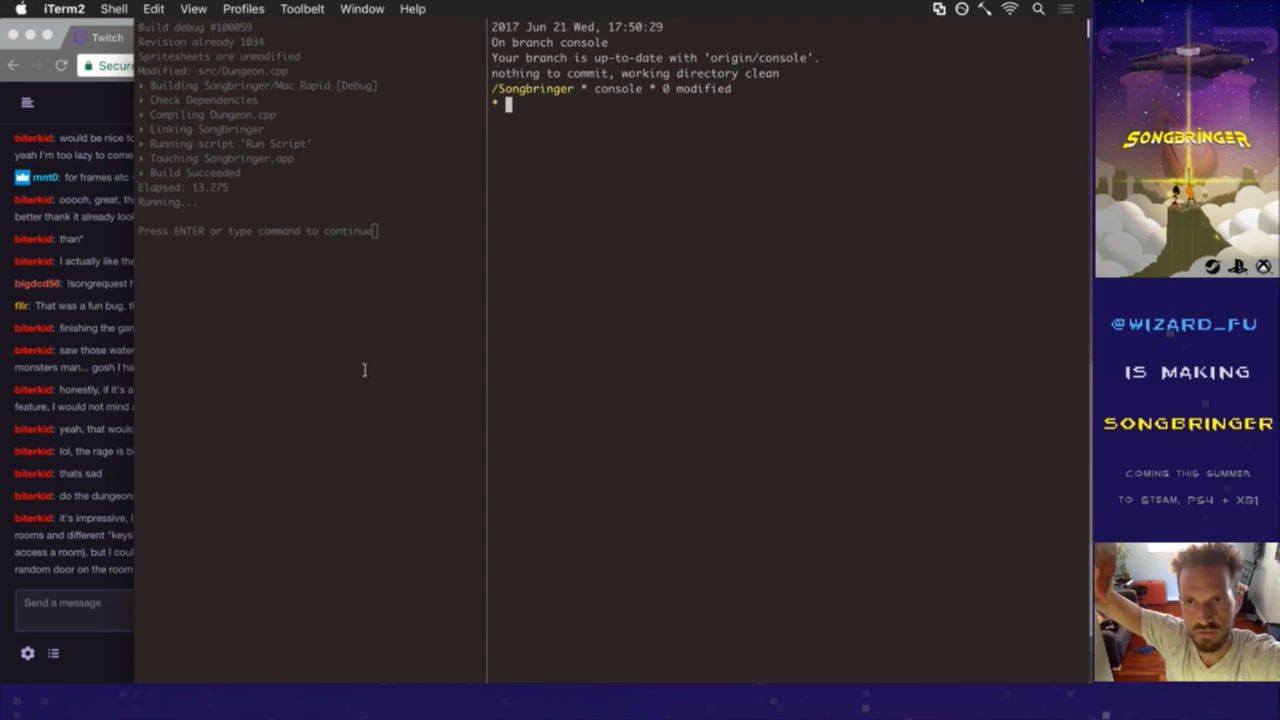 iTerm2 Shell Edit View Profiles Toolbelt Window Help
Twitch
Secure
biterkid: would be nice to
yeah I'm too lazy to come
mnt0: for frames etc
biterkid: ooooh, great,
better thank it already
biterkid: than*
biterkid: I actually like
bigdcd56: !songrequest
fllr: That was a fun bug,
biterkid: finishing the
biterkid: saw those
monsters man... gosh I
biterkid: honestly, if it's a
feature, I would not mind
biterkid: yeah, that
biterkid: lol, the rage is
biterkid: thats sad
biterkid: do the
biterkid: it's impressive, I
rooms and different "keys
access a room), but I
random door on the room
Send a message
Build debug #100059
Revision already 1034
Spritesheets are unmodified
Modified: src/Dungeon.cpp
▸ Building Songbringer/Mac Rapid [Debug]
▸ Check Dependencies
▸ Compiling Dungeon.cpp
▸ Linking Songbringer
▸ Running script 'Run Script'
▸ Touching Songbringer.app
▸ Build Succeeded
Elapsed: 13.275
Running...
Press ENTER or type command to continue
2017 Jun 21 Wed, 17:50:29
On branch console
Your branch is up-to-date with 'origin/console'.
nothing to commit, working directory clean
/Songbringer * console * 0 modified
*
SONGBRINGER
@WIZARD_FU
IS MAKING
SONGBRINGER
COMING THIS SUMMER
TO STEAM, PS4 + XB1